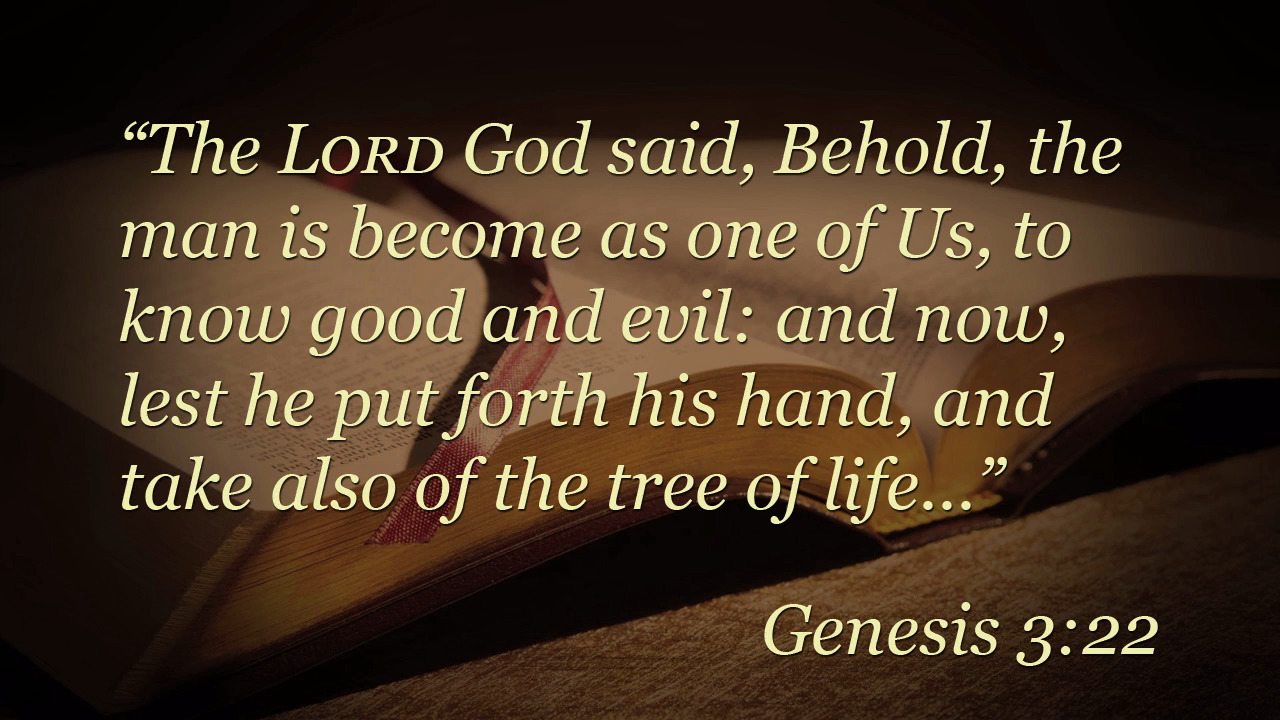 “The LORD God said, Behold, the
man is become as one of Us, to
know good and evil: and now,
lest he put forth his hand, and
take also of the tree of life...”
Genesis 3:22